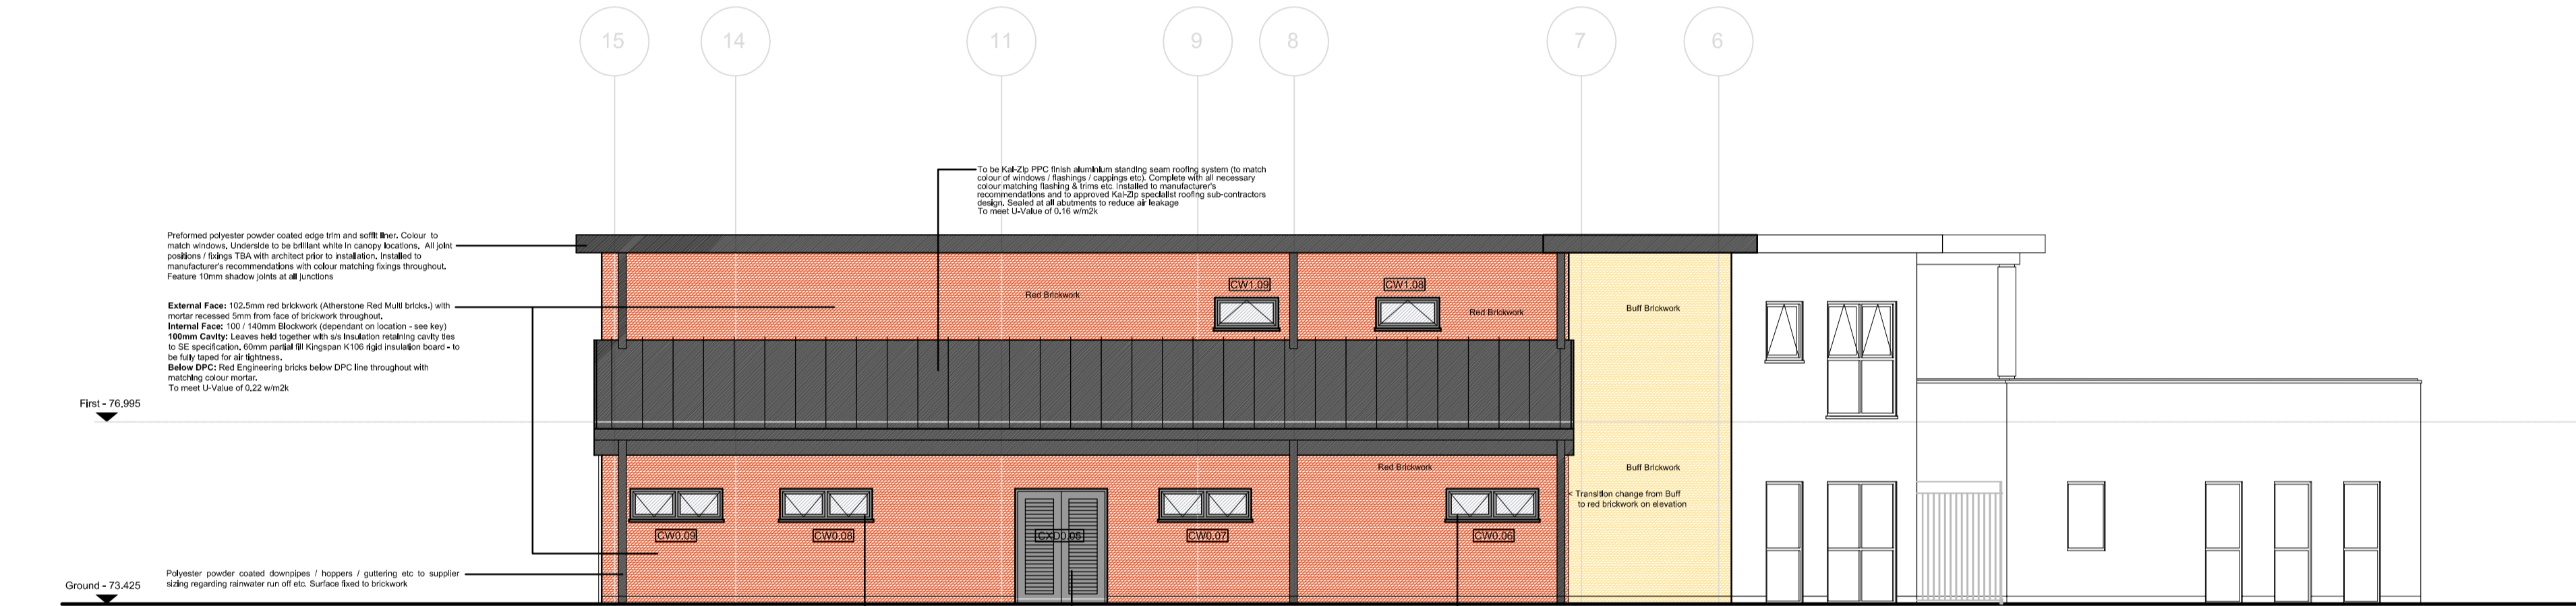 15
14
11
9
8
7
6
To be Kal-Zip PPC finish aluminium standing seam roofing system (to match
colour of windows / flashings / cappings etc). Complete with all necessary
colour matching flashing & trims etc. Installed to manufacturer's
recommendations and to approved Kal-Zip specialist roofing sub-contractors
design. Sealed at all abutments to reduce air leakage
To meet U-Value of 0.16 w/m2k
Preformed polyester powder coated edge trim and soffit liner. Colour to
match windows. Underside to be brilliant white in canopy locations. All joint
positions / fixings TBA with architect prior to installation. Installed to
manufacturer's recommendations with colour matching fixings throughout.
Feature 10mm shadow joints at all junctions
External Face: 102.5mm red brickwork (Atherstone Red Multi bricks.) with
mortar recessed 5mm from face of brickwork throughout.
Internal Face: 100 / 140mm Blockwork (dependant on location - see key)
100mm Cavity: Leaves held together with s/s insulation retaining cavity ties
to SE specification. 60mm partial fill Kingspan K106 rigid insulation board - to
be fully taped for air tightness.
Below DPC: Red Engineering bricks below DPC line throughout with
matching colour mortar.
To meet U-Value of 0.22 w/m2k
CW1.09
CW1.08
Red Brickwork
Red Brickwork
Buff Brickwork
First - 76.995
Red Brickwork
Buff Brickwork
< Transition change from Buff
to red brickwork on elevation
CW0.09
CW0.08
CXD0.05
CW0.07
CW0.06
Polyester powder coated downpipes / hoppers / guttering etc to supplier
sizing regarding rainwater run off etc. Surface fixed to brickwork
Ground - 73.425